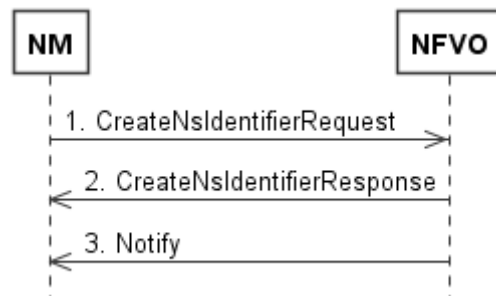 NM
NFVO
1. CreateNsIdentifierRequest
2. CreateNsIdentifierResponse
3. Notify